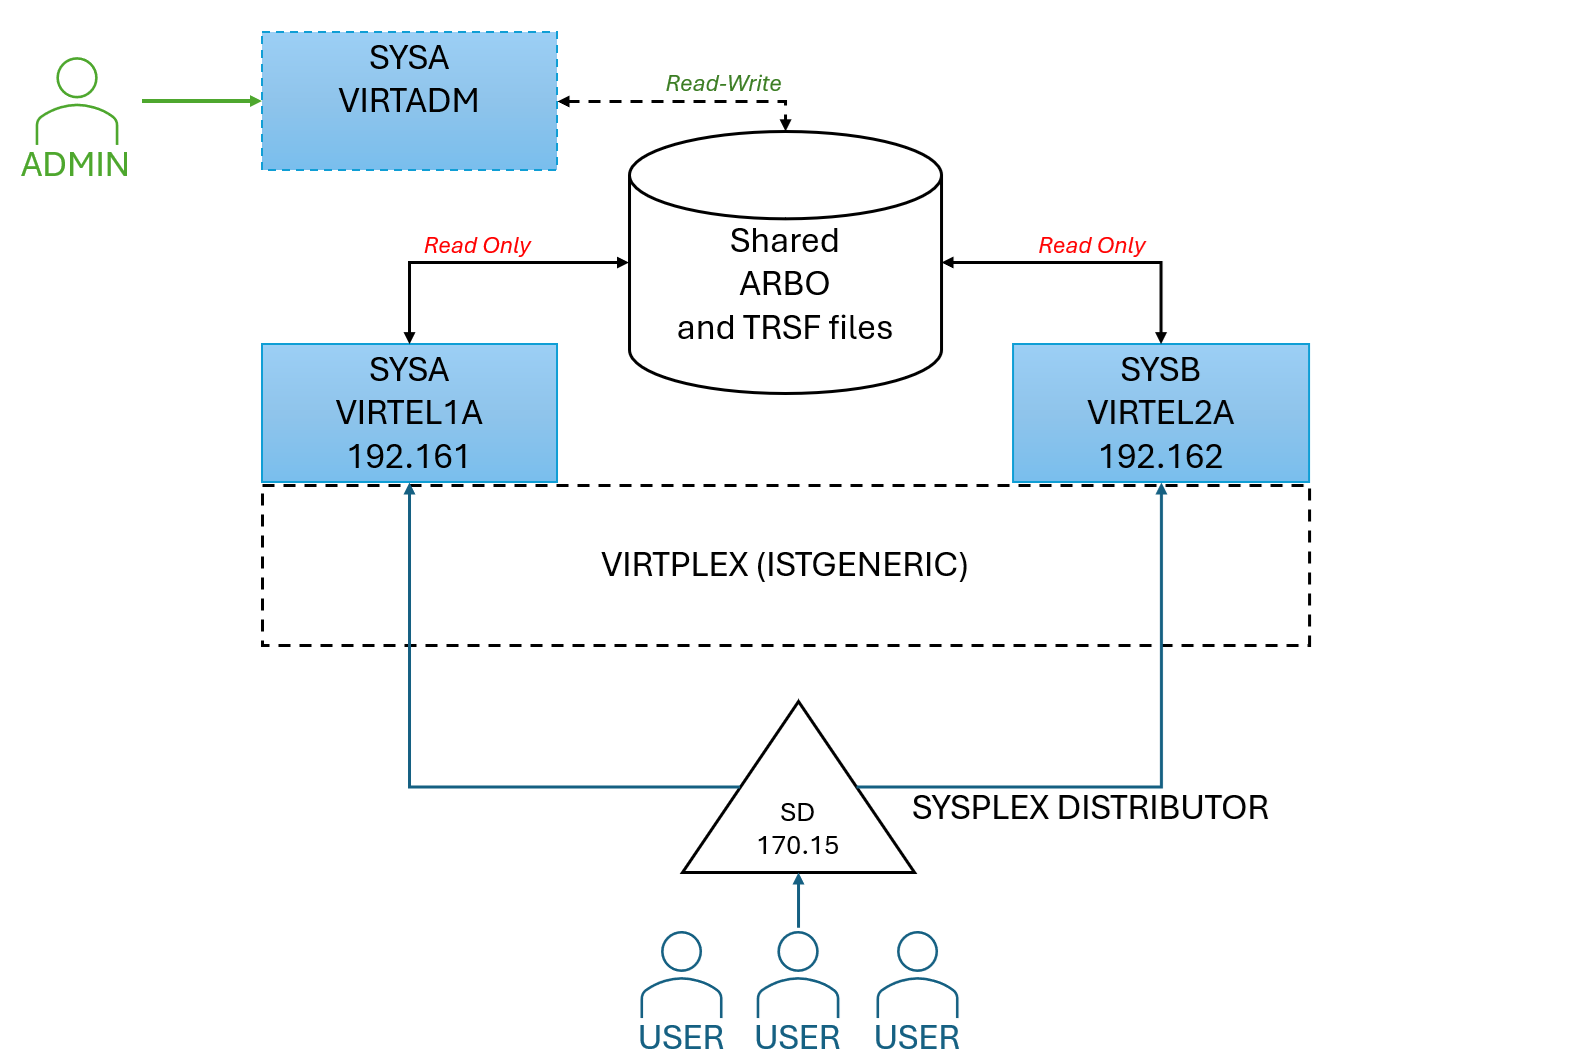 SYSA
VIRTADM
Read-Write
ADMIN
Shared
ARBO
and TRSF files
Read Only
Read Only
SYSA
VIRTEL1A
192.161
SYSB
VIRTEL2A
192.162
VIRTPLEX (ISTGENERIC)
SD
170.15
SYSPLEX DISTRIBUTOR
USER
USER
USER